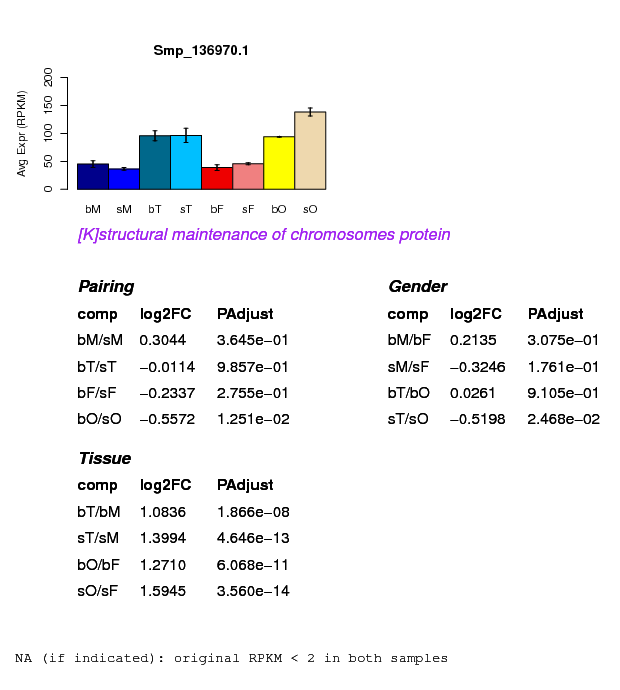 Smp_136970.1
Avg Expr (RPKM)
0 50 100 150 200
bM sM bT sT bF sF bO sO
[K]structural maintenance of chromosomes protein
Pairing
comp log2FC PAdjust
bM/sM 0.3044 3.645e−01
bT/sT −0.0114 9.857e−01
bF/sF −0.2337 2.755e−01
bO/sO −0.5572 1.251e−02
Gender
comp log2FC PAdjust
bM/bF 0.2135 3.075e−01
sM/sF −0.3246 1.761e−01
bT/bO 0.0261 9.105e−01
sT/sO −0.5198 2.468e−02
Tissue
comp log2FC PAdjust
bT/bM 1.0836 1.866e−08
sT/sM 1.3994 4.646e−13
bO/bF 1.2710 6.068e−11
sO/sF 1.5945 3.560e−14
NA (if indicated): original RPKM < 2 in both samples